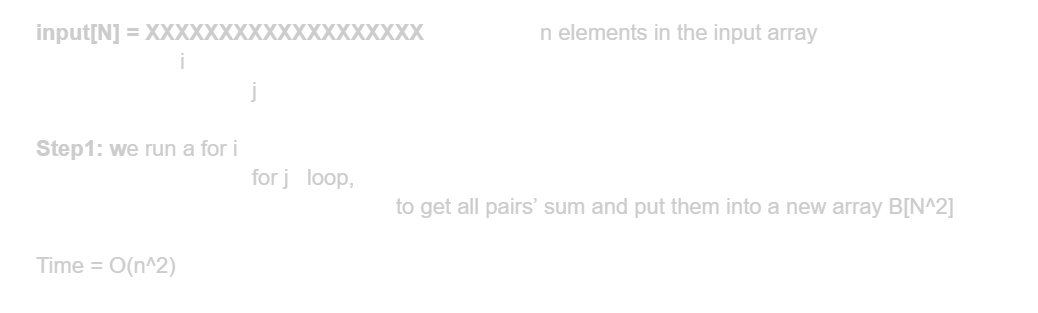 input[N] = XXXXXXXXXXXXXXXXXXX n elements in the input array
i
j
Step1: we run a for i
for j loop,
to get all pairs’ sum and put them into a new array B[N^2]
Time = O(n^2)